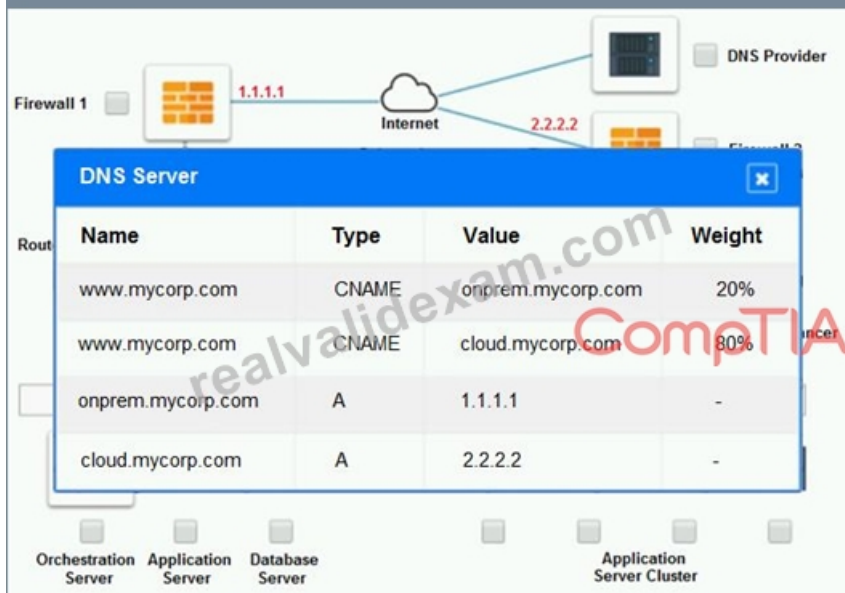 DNS Provider
Firewall 1
1.1.1.1
Internet
2.2.2.2
DNS Server
Name Type Value Weight
www.mycorp.com CNAME onprem.mycorp.com 20%
www.mycorp.com CNAME cloud.mycorp.com 80%
onprem.mycorp.com A 1.1.1.1 -
cloud.mycorp.com A 2.2.2.2 -
realvalidexam.com
CompTIA
Orchestration Server
Application Server
Database Server
Application Server Cluster